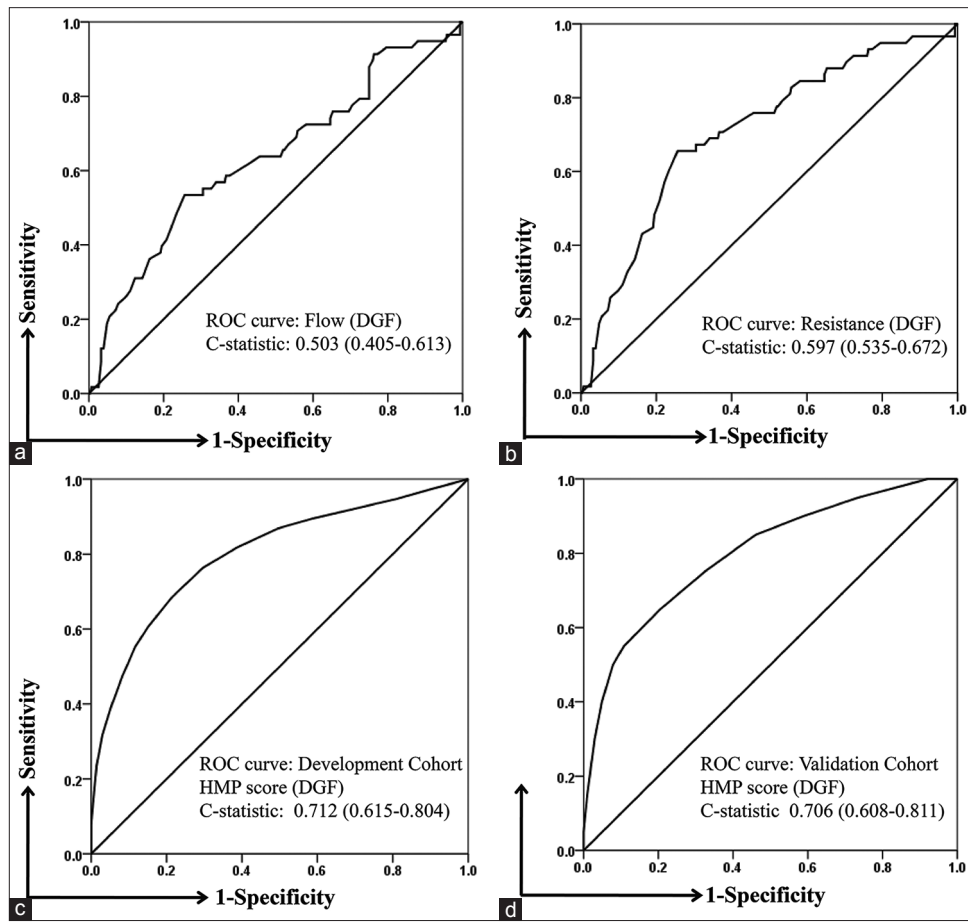 1.0
0.8
0.6
0.4
0.2
0.0
Sensitivity
ROC curve: Flow (DGF)
C-statistic: 0.503 (0.405-0.613)
0.0 0.2 0.4 0.6 0.8 1.0
1-Specificity
a
1.0
0.8
0.6
0.4
0.2
0.0
Sensitivity
ROC curve: Resistance (DGF)
C-statistic: 0.597 (0.535-0.672)
0.0 0.2 0.4 0.6 0.8 1.0
1-Specificity
b
1.0
0.8
0.6
0.4
0.2
0.0
Sensitivity
ROC curve: Development Cohort
HMP score (DGF)
C-statistic: 0.712 (0.615-0.804)
0.0 0.2 0.4 0.6 0.8 1.0
1-Specificity
c
1.0
0.8
0.6
0.4
0.2
0.0
ROC curve: Validation Cohort
HMP score (DGF)
C-statistic 0.706 (0.608-0.811)
0.0 0.2 0.4 0.6 0.8 1.0
1-Specificity
d